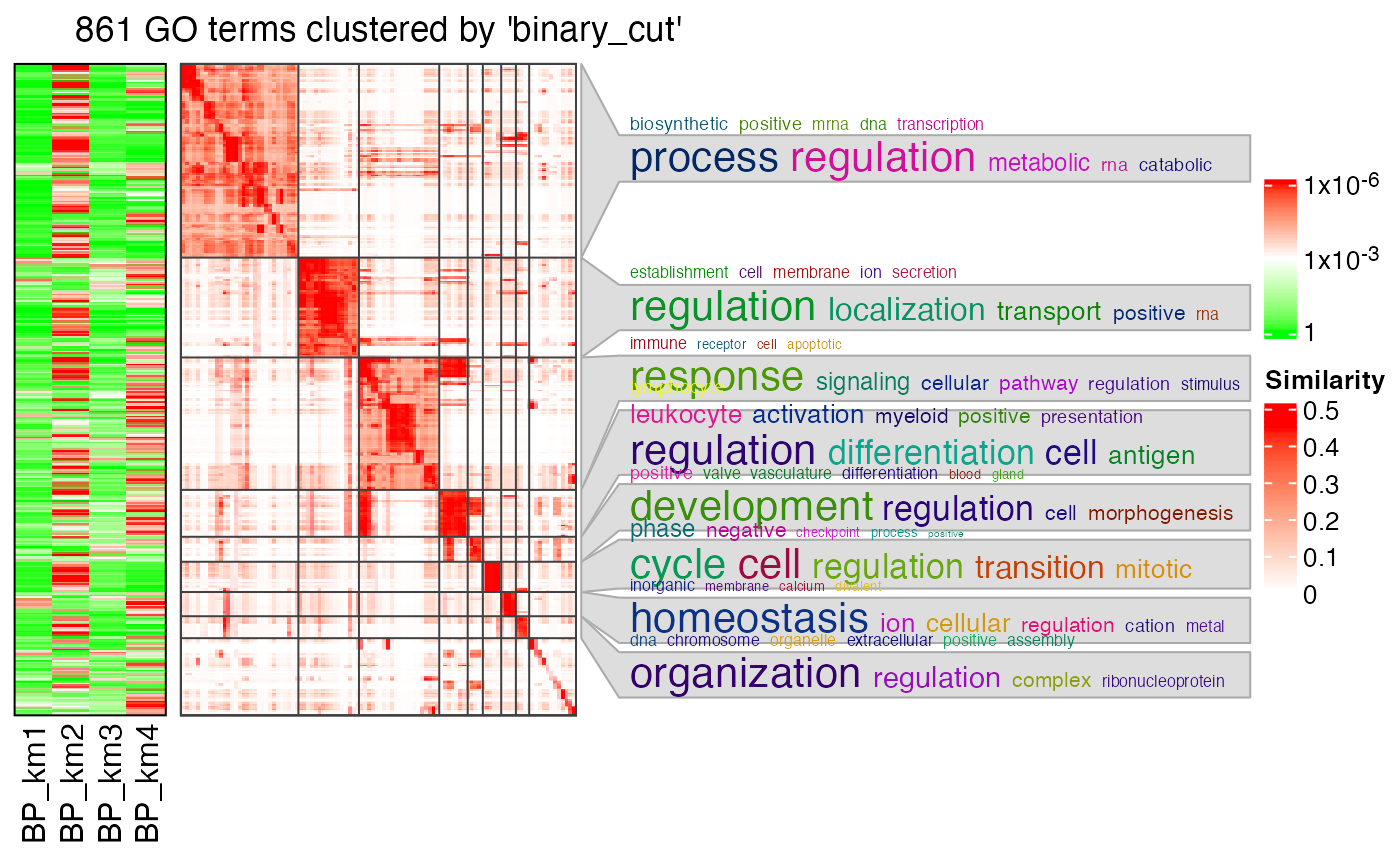 861 GO terms clustered by 'binary_cut'
biosynthetic positive mrna dna transcription
process regulation metabolic rna catabolic
establishment cell membrane ion secretion
regulation localization transport positive rna
immune receptor cell apoptotic
response signaling cellular pathway regulation stimulus
lymphocyte
leukocyte activation myeloid positive presentation
regulation differentiation cell antigen
positive valve vasculature differentiation blood gland
development regulation cell morphogenesis
phase negative checkpoint process positive
cycle cell regulation transition mitotic
inorganic membrane calcium divalent
homeostasis ion cellular regulation cation metal
dna chromosome organelle extracellular positive assembly
organization regulation complex ribonucleoprotein
1x10-6
1x10-3
1
Similarity
0.5
0.4
0.3
0.2
0.1
0
BP_km1
BP_km2
BP_km3
BP_km4